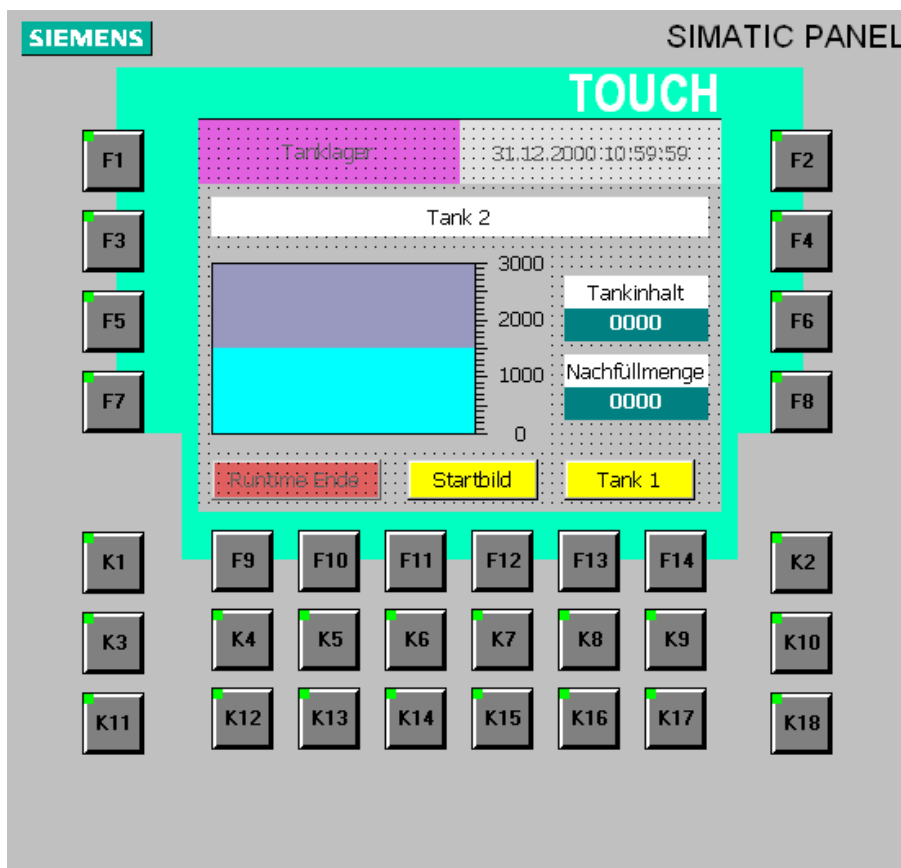 SIEMENS
SIMATIC PANEL
TOUCH
F1
Tanklager
31.12.2000 10:59:59
F2
Tank 2
F3
F4
3000
Tankinhalt
F5
2000
0000
F6
1000
Nachfüllmenge
F7
0000
F8
0
Runtime Ende
Startbild
Tank 1
K1
F9
F10
F11
F12
F13
F14
K2
K3
K4
K5
K6
K7
K8
K9
K10
K11
K12
K13
K14
K15
K16
K17
K18